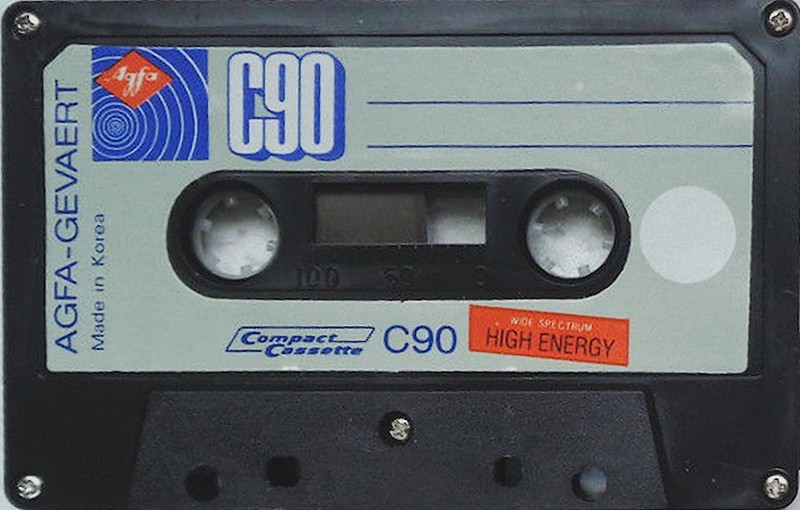 Agfa
C90
AGFA-GEVAERT
Made in Korea
100 50 0
Compact
Cassette
C90
WIDE SPECTRUM
HIGH ENERGY